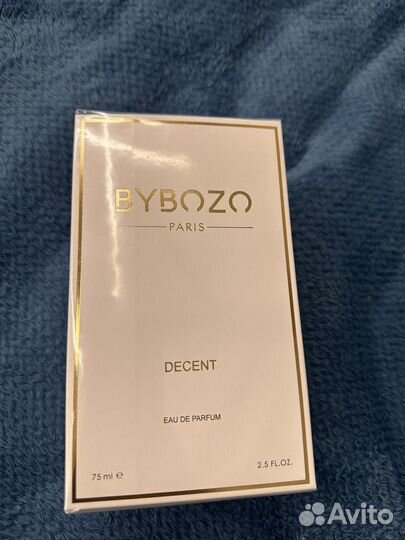 BYBOZO
PARIS
DECENT
EAU DE PARFUM
75 ml ℮
2.5 FL.OZ.
Avito